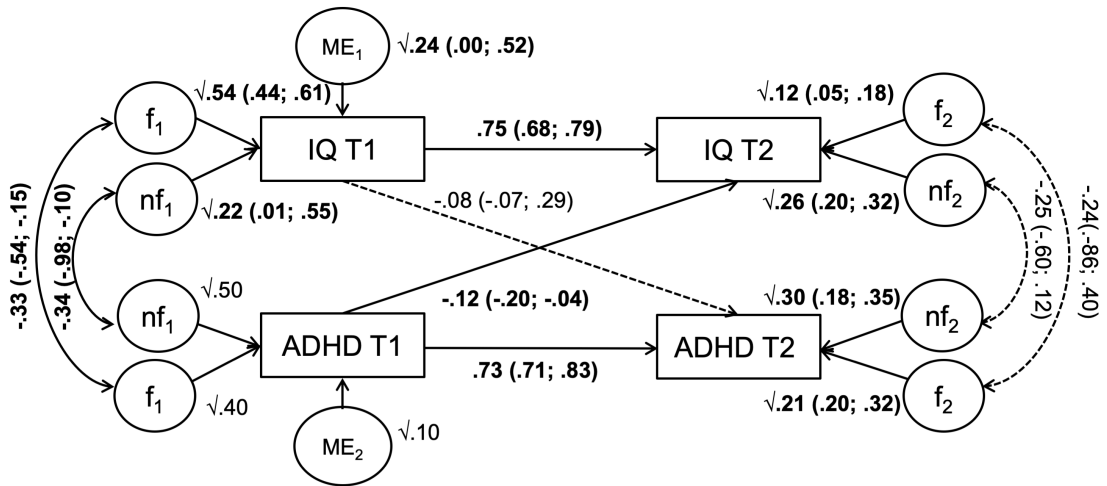 ME1
√.24 (.00; .52)
f1
√.54 (.44; .61)
√.12 (.05; .18)
f2
IQ T1
.75 (.68; .79)
IQ T2
nf1
√.22 (.01; .55)
-.08 (-.07; .29)
√.26 (.20; .32)
nf2
-.33 (-.54; -.15)
-.34 (-.98; -.10)
-.25 (-.60; .12)
-.24(-.86; .40)
nf1
√.50
-.12 (-.20; -.04)
√.30 (.18; .35)
nf2
ADHD T1
.73 (.71; .83)
ADHD T2
f1
√.40
√.21 (.20; .32)
f2
ME2
√.10